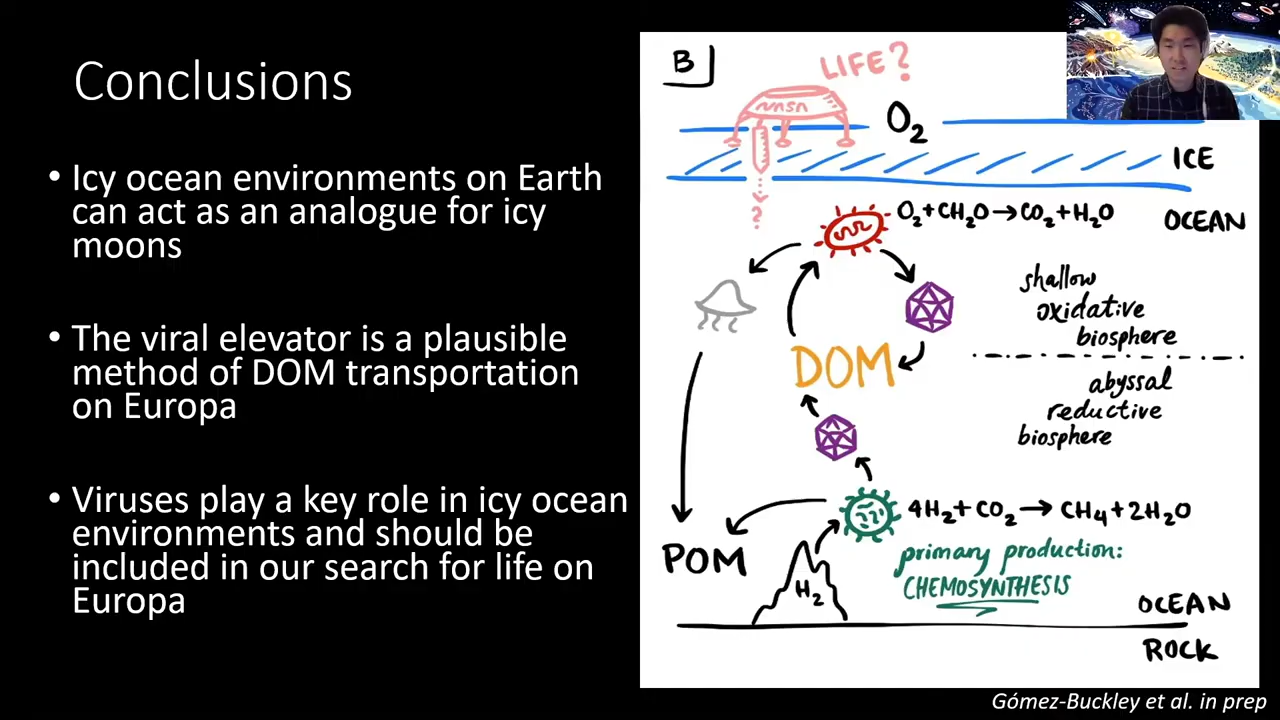 Conclusions
• Icy ocean environments on Earth
can act as an analogue for icy
moons
• The viral elevator is a plausible
method of DOM transportation
on Europa
• Viruses play a key role in icy ocean
environments and should be
included in our search for life on
Europa
B
LIFE?
NASA
O₂
ICE
?
O₂+CH₂O→CO₂+H₂O
OCEAN
shallow
oxidative
biosphere
DOM
abyssal
reductive
biosphere
4H₂+CO₂→CH₄+2H₂O
POM
H₂
primary production:
CHEMOSYNTHESIS
OCEAN
ROCK
Gómez-Buckley et al. in prep